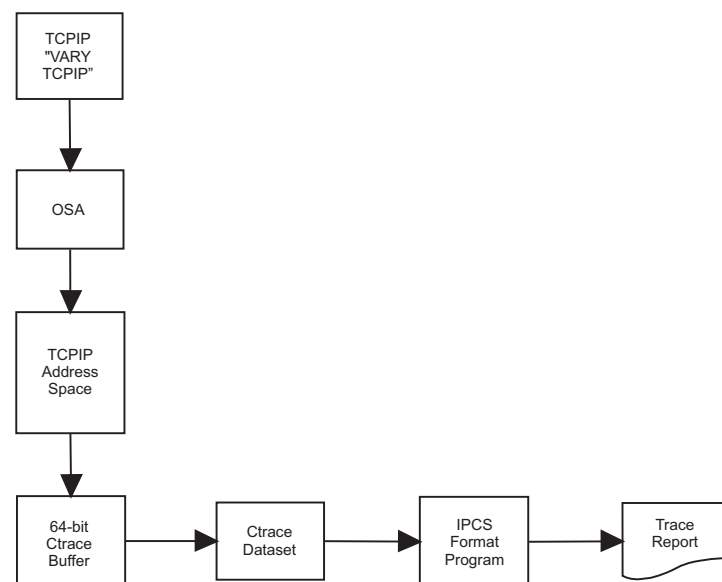 TCPIP
"VARY
TCPIP”
OSA
TCPIP
Address
Space
64-bit
Ctrace
Buffer
Ctrace
Dataset
IPCS
Format
Program
Trace
Report